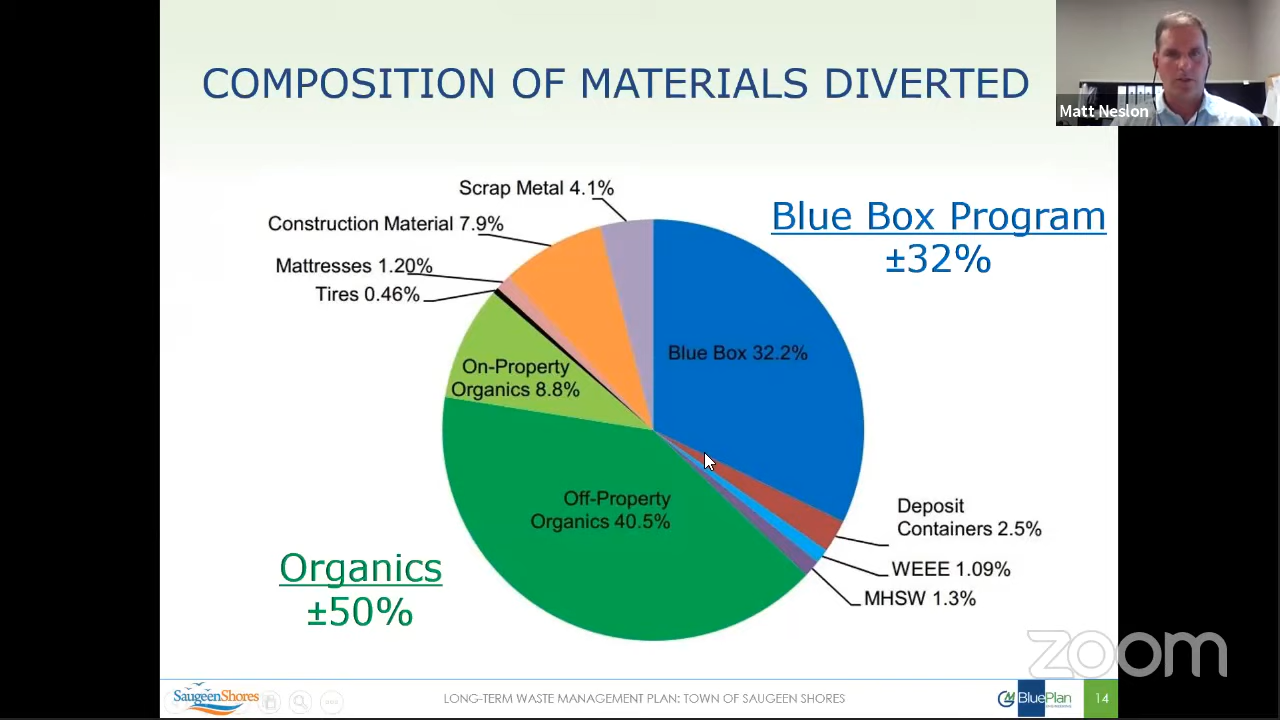 COMPOSITION OF MATERIALS DIVERTED
Matt Neslon
Scrap Metal 4.1%
Construction Material 7.9%
Mattresses 1.20%
Tires 0.46%
Blue Box Program
±32%
Blue Box 32.2%
On-Property
Organics 8.8%
Off-Property
Organics 40.5%
Deposit
Containers 2.5%
WEEE 1.09%
MHSW 1.3%
Organics
±50%
zoom
SaugeenShores
LONG-TERM WASTE MANAGEMENT PLAN: TOWN OF SAUGEEN SHORES
BluePlan
14